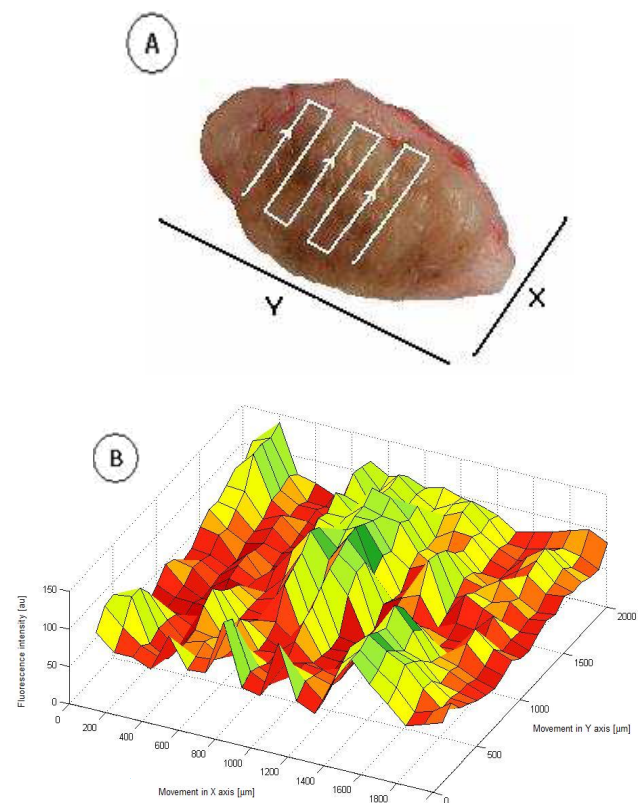 A
Y
X
B
150
100
50
0
Fluorescence intensity [au]
0
200
400
600
800
1000
1200
1400
1600
1800
Movement in X axis [µm]
0
500
1000
1500
2000
Movement in Y axis [µm]